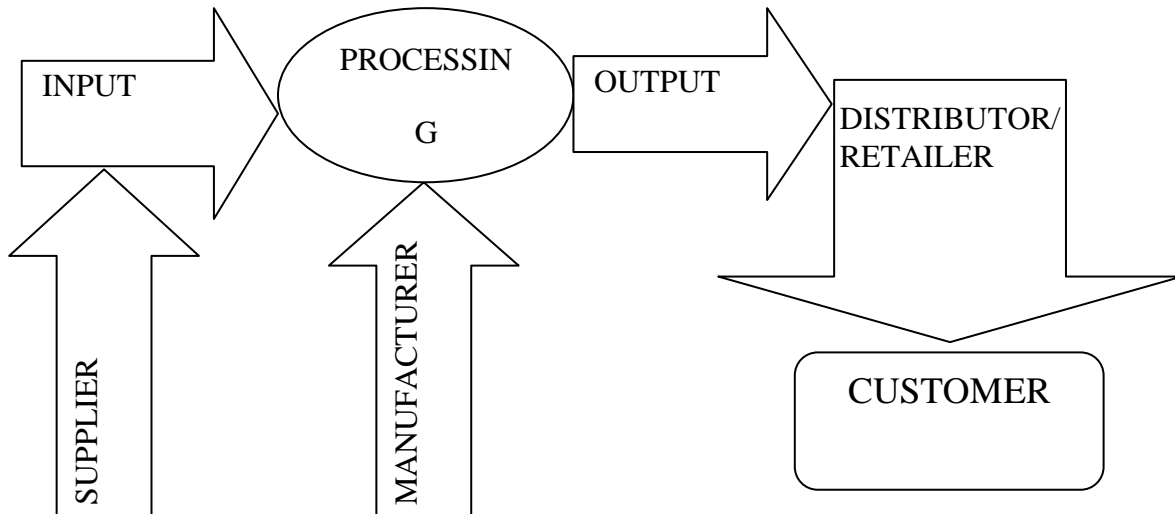 INPUT
PROCESSIN
G
OUTPUT
DISTRIBUTOR/
RETAILER
SUPPLIER
MANUFACTURER
CUSTOMER